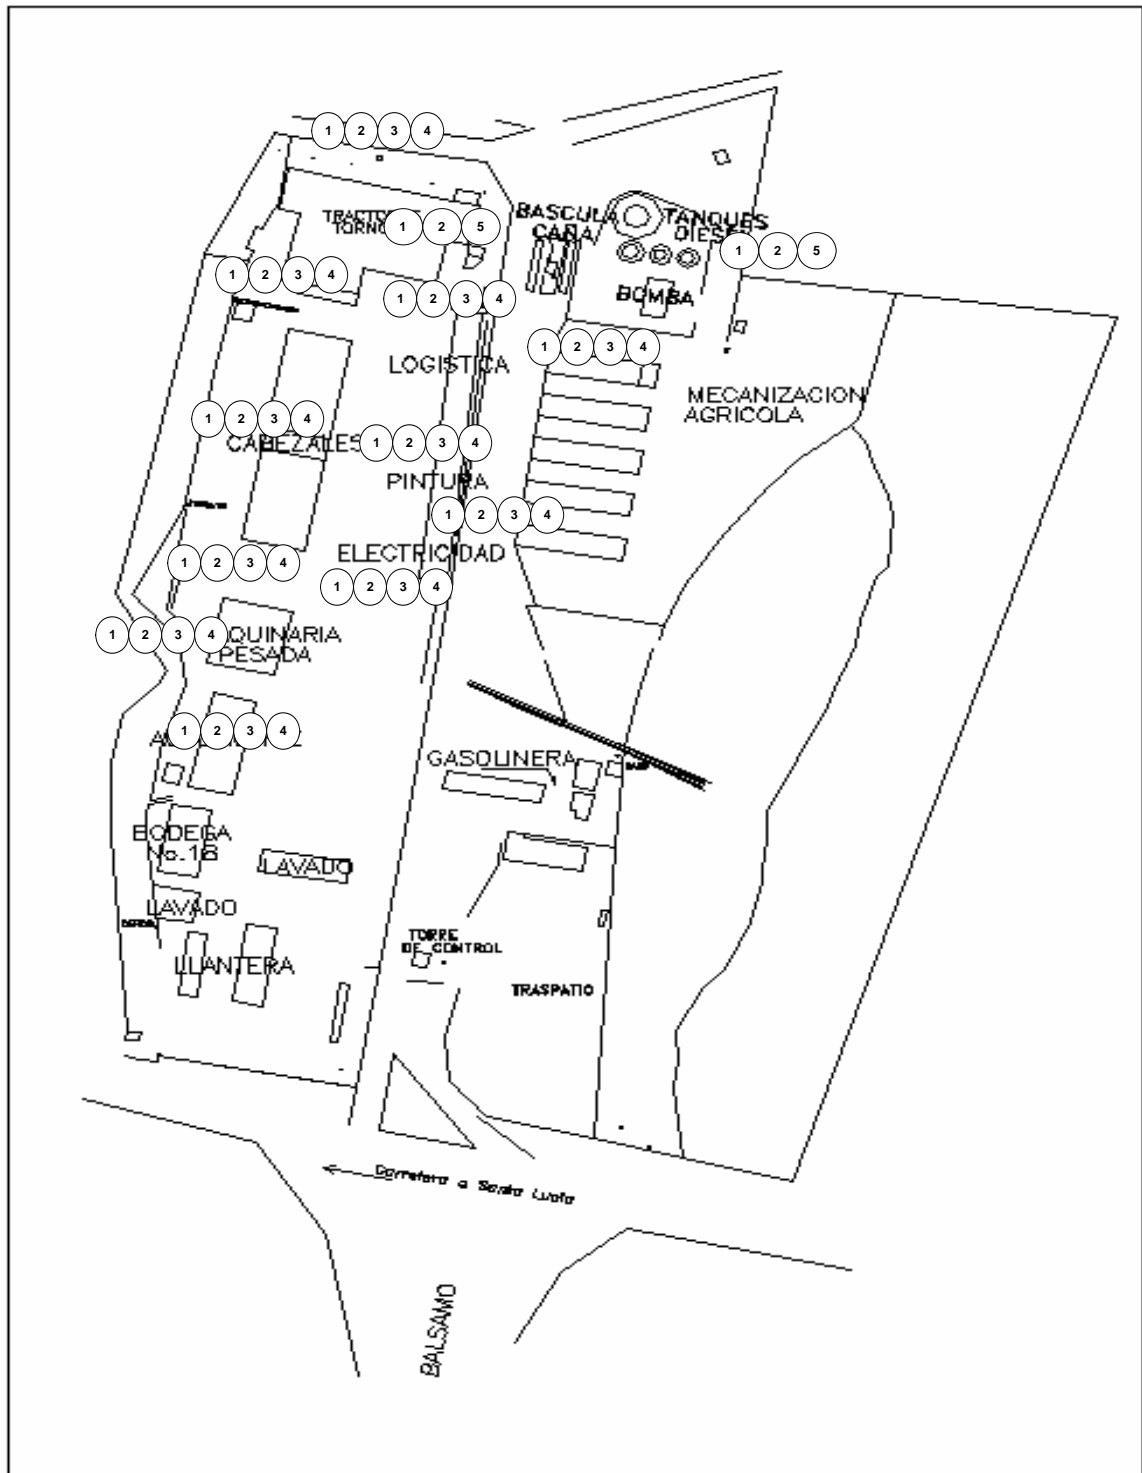 1 2 3 4
BASCULA
CAÑA
TANQUES
1 2 5
TORNO
1 2 5
1 2 3 4
BOMBA
1 2 3 4
1 2 3 4
LOGISTICA
MECANIZACION
AGRICOLA
1 2 3 4
CABEZALES
1 2 3 4
PINTURA
1 2 3 4
ELECTRICIDAD
1 2 3 4
1 2 3 4
1 2 3 4
PESADA
1 2 3 4
GASOLINERA
BODEGA
No.18
LAVADO
LAVADO
TORRE
DE CONTROL
LLANTERA
TRASPATIO
Carretera a Santa Lucia
BALSAMO